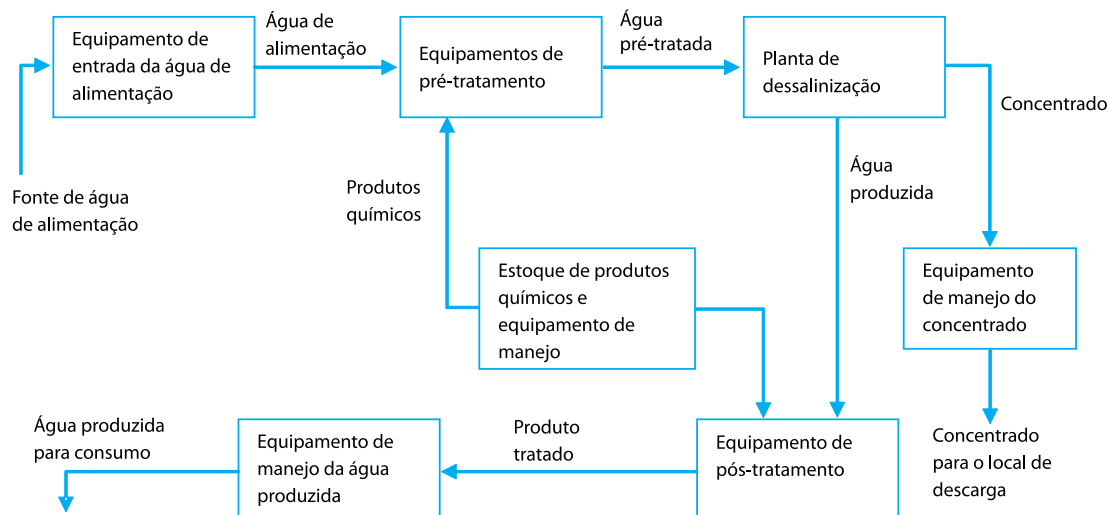 Equipamento de
entrada da água de
alimentação
Água de
alimentação
Equipamentos de
pré-tratamento
Água
pré-tratada
Planta de
dessalinização
Concentrado
Fonte de água
de alimentação
Produtos
químicos
Água
produzida
Estoque de produtos
químicos e
equipamento de
manejo
Equipamento
de manejo do
concentrado
Água produzida
para consumo
Equipamento de
manejo da água
produzida
Produto
tratado
Equipamento de
pós-tratamento
Concentrado
para o local de
descarga